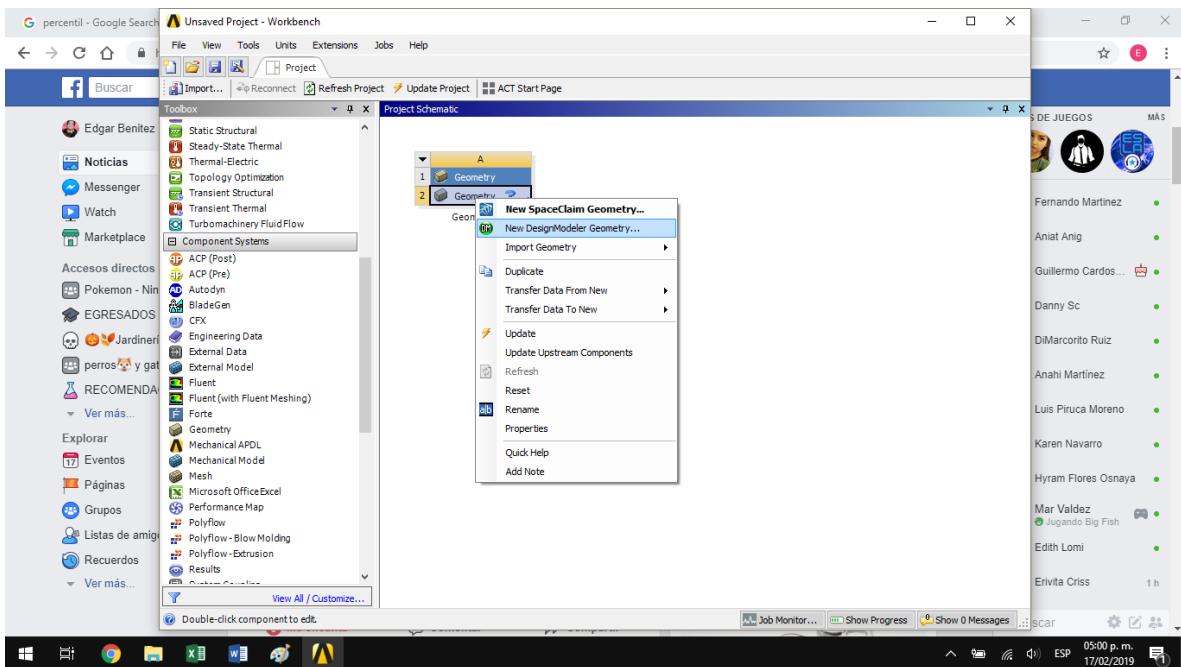 percentil - Google Search
Unsaved Project - Workbench
File View Tools Units Extensions Jobs Help
Project
Import... Reconnect Refresh Project Update Project ACT Start Page
Toolbox
Static Structural
Steady-State Thermal
Thermal-Electric
Topology Optimization
Transient Structural
Transient Thermal
Turbomachinery Fluid Flow
Component Systems
ACP (Post)
ACP (Pre)
Autodyn
BladeGen
CFX
Engineering Data
External Data
External Model
Fluent
Fluent (with Fluent Meshing)
Forte
Geometry
Mechanical APDL
Mechanical Model
Mesh
Microsoft Office Excel
Performance Map
Polyflow
Polyflow - Blow Molding
Polyflow - Extrusion
Results
View All / Customize...
Double-click component to edit.
Project Schematic
A
1 Geometry
2 Geometry ?
Geom
New SpaceClaim Geometry...
New DesignModeler Geometry...
Import Geometry
Duplicate
Transfer Data From New
Transfer Data To New
Update
Update Upstream Components
Refresh
Reset
Rename
Properties
Quick Help
Add Note
Job Monitor... Show Progress Show 0 Messages
Buscar
Edgar Benitez
Noticias
Messenger
Watch
Marketplace
Accesos directos
Pokemon - Nin
EGRESADOS
Jardinerí
perros y gat
RECOMENDA
Ver más...
Explorar
17 Eventos
Páginas
Grupos
Listas de amig
Recuerdos
Ver más...
E
S DE JUEGOS MÁS
Fernando Martinez
Aniat Anig
Guillermo Cardos...
Danny Sc
DiMarcorito Ruiz
Anahi Martínez
Luis Piruca Moreno
Karen Navarro
Hyram Flores Osnaya
Mar Valdez
Jugando Big Fish
Edith Lomi
Erivita Criss 1 h
scar
ESP
05:00 p. m.
17/02/2019